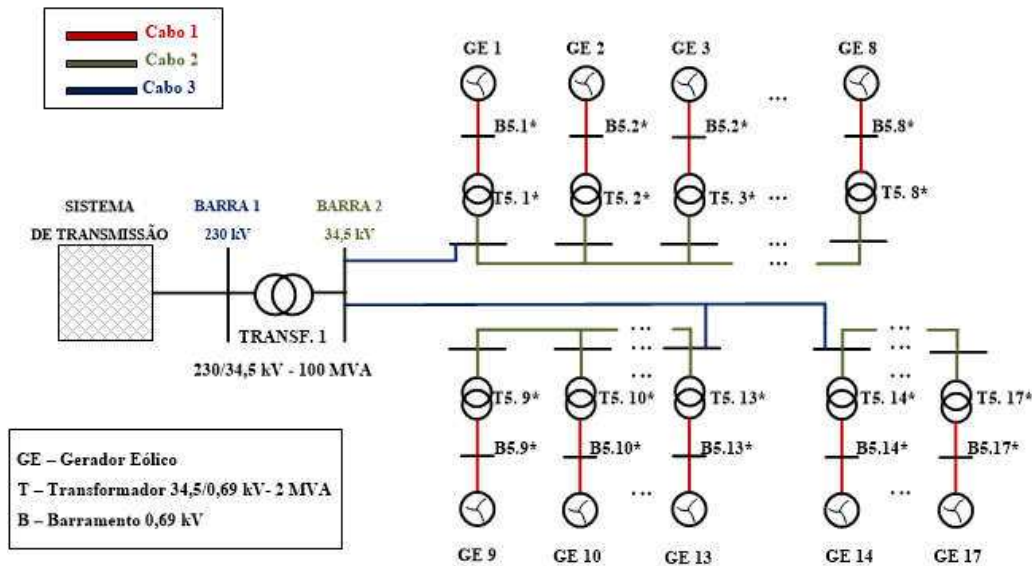 Cabo 1
Cabo 2
Cabo 3
GE 1 GE 2 GE 3 GE 8
...
B5.1* B5.2* B5.2* B5.8*
T5. 1* T5. 2* T5. 3* ... T5. 8*
SISTEMA
DE TRANSMISSÃO
BARRA 1
230 kV
BARRA 2
34,5 kV
...
...
TRANSF. 1
230/34,5 kV - 100 MVA
... ...
... ...
... ...
T5. 9* T5. 10* T5. 13* T5. 14* T5. 17*
B5.9* B5.10* B5.13* B5.14* B5.17*
... ...
GE 9 GE 10 GE 13 GE 14 GE 17
GE – Gerador Eólico
T – Transformador 34,5/0,69 kV- 2 MVA
B – Barramento 0,69 kV